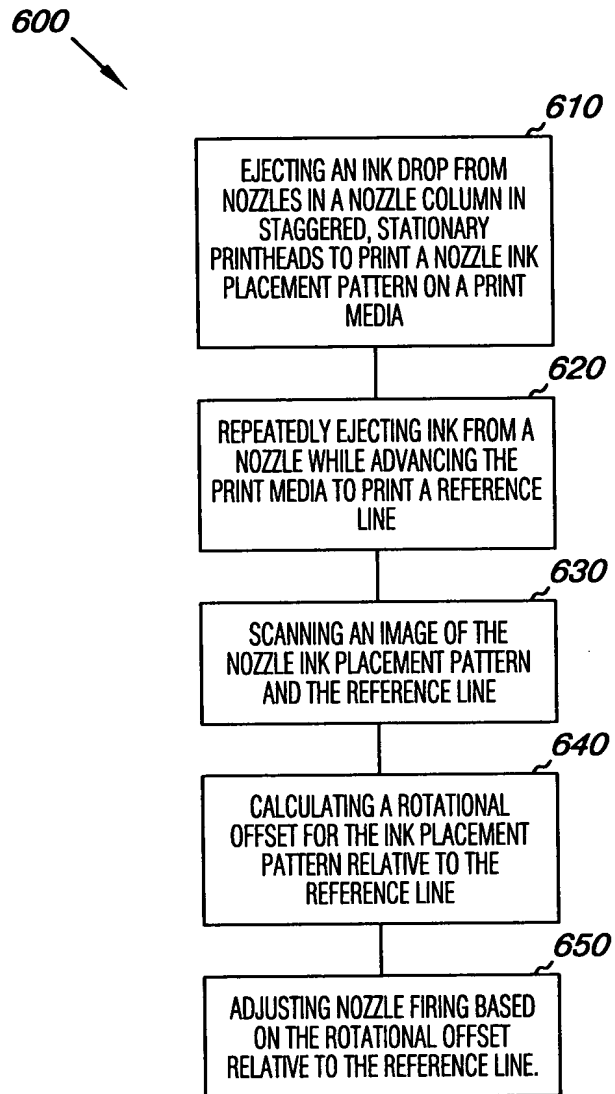 600
610
EJECTING AN INK DROP FROM
NOZZLES IN A NOZZLE COLUMN IN
STAGGERED, STATIONARY
PRINTHEADS TO PRINT A NOZZLE INK
PLACEMENT PATTERN ON A PRINT
MEDIA
620
REPEATEDLY EJECTING INK FROM A
NOZZLE WHILE ADVANCING THE
PRINT MEDIA TO PRINT A REFERENCE
LINE
630
SCANNING AN IMAGE OF THE
NOZZLE INK PLACEMENT PATTERN
AND THE REFERENCE LINE
640
CALCULATING A ROTATIONAL
OFFSET FOR THE INK PLACEMENT
PATTERN RELATIVE TO THE
REFERENCE LINE
650
ADJUSTING NOZZLE FIRING BASED
ON THE ROTATIONAL OFFSET
RELATIVE TO THE REFERENCE LINE.